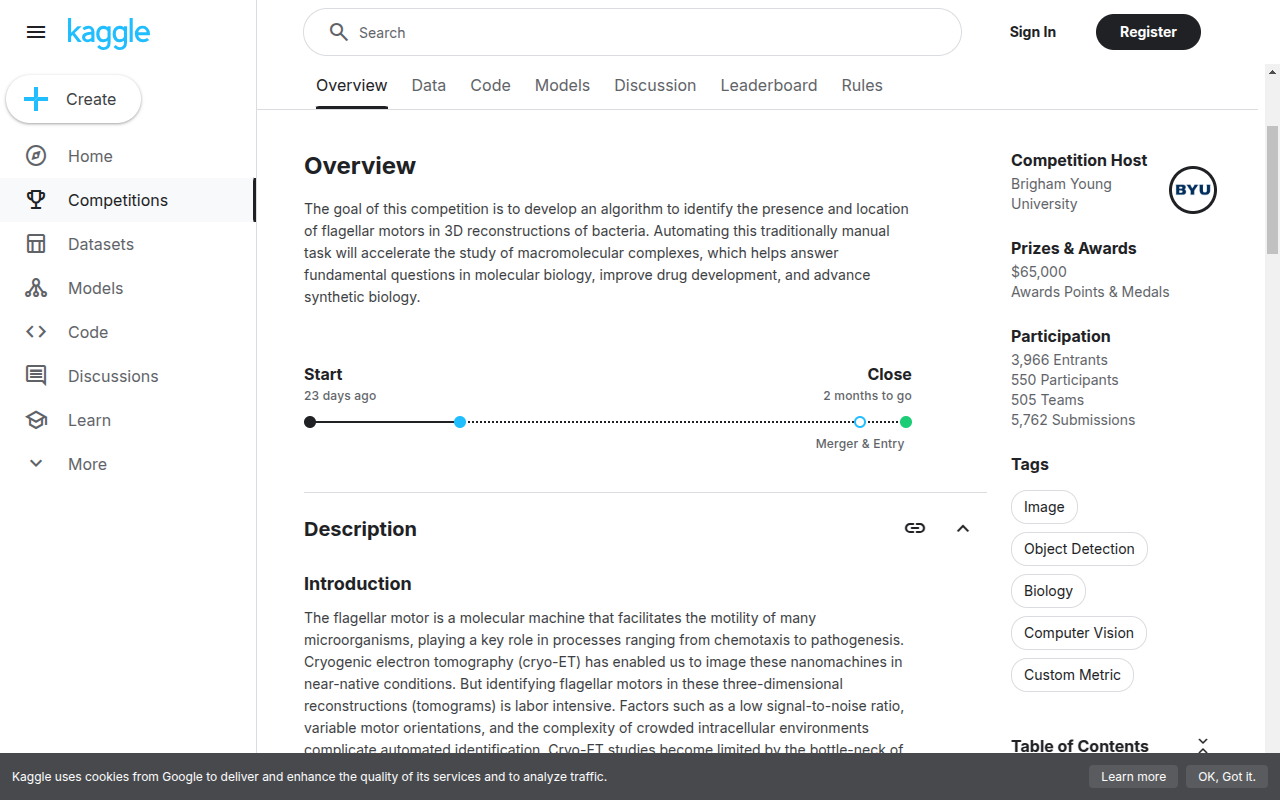 kaggle
Search
Sign In
Register
Create
Home
Competitions
Datasets
Models
Code
Discussions
Learn
More
Overview
Data
Code
Models
Discussion
Leaderboard
Rules
Overview
The goal of this competition is to develop an algorithm to identify the presence and location
of flagellar motors in 3D reconstructions of bacteria. Automating this traditionally manual
task will accelerate the study of macromolecular complexes, which helps answer
fundamental questions in molecular biology, improve drug development, and advance
synthetic biology.
Start
23 days ago
Close
2 months to go
Merger & Entry
Description
Introduction
The flagellar motor is a molecular machine that facilitates the motility of many
microorganisms, playing a key role in processes ranging from chemotaxis to pathogenesis.
Cryogenic electron tomography (cryo-ET) has enabled us to image these nanomachines in
near-native conditions. But identifying flagellar motors in these three-dimensional
reconstructions (tomograms) is labor intensive. Factors such as a low signal-to-noise ratio,
variable motor orientations, and the complexity of crowded intracellular environments
complicate automated identification. Cryo-ET studies become limited by the bottle-neck of
Competition Host
Brigham Young
University
BYU
Prizes & Awards
$65,000
Awards Points & Medals
Participation
3,966 Entrants
550 Participants
505 Teams
5,762 Submissions
Tags
Image
Object Detection
Biology
Computer Vision
Custom Metric
Table of Contents
Kaggle uses cookies from Google to deliver and enhance the quality of its services and to analyze traffic.
Learn more
OK, Got it.